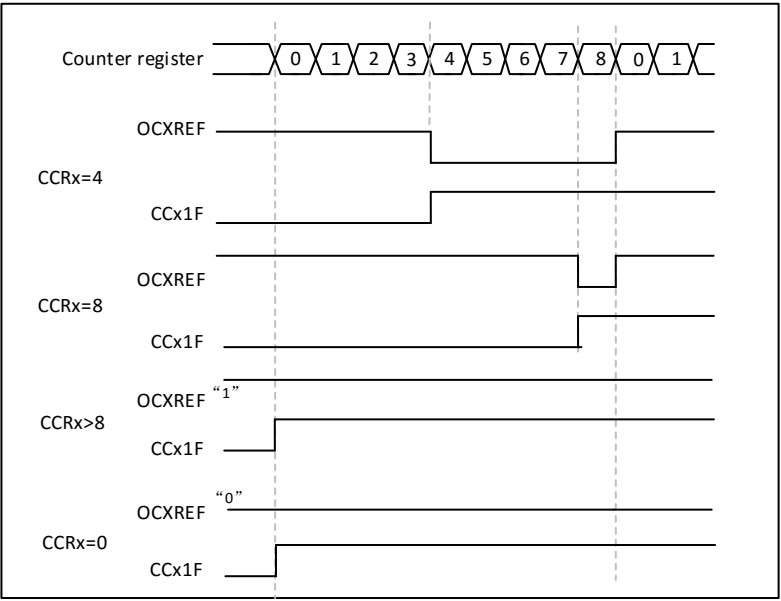 Counter register 0 1 2 3 4 5 6 7 8 0 1
OCXREF
CCRx=4
CCx1F
OCXREF
CCRx=8
CCx1F
OCXREF “1”
CCRx>8
CCx1F
OCXREF “0”
CCRx=0
CCx1F